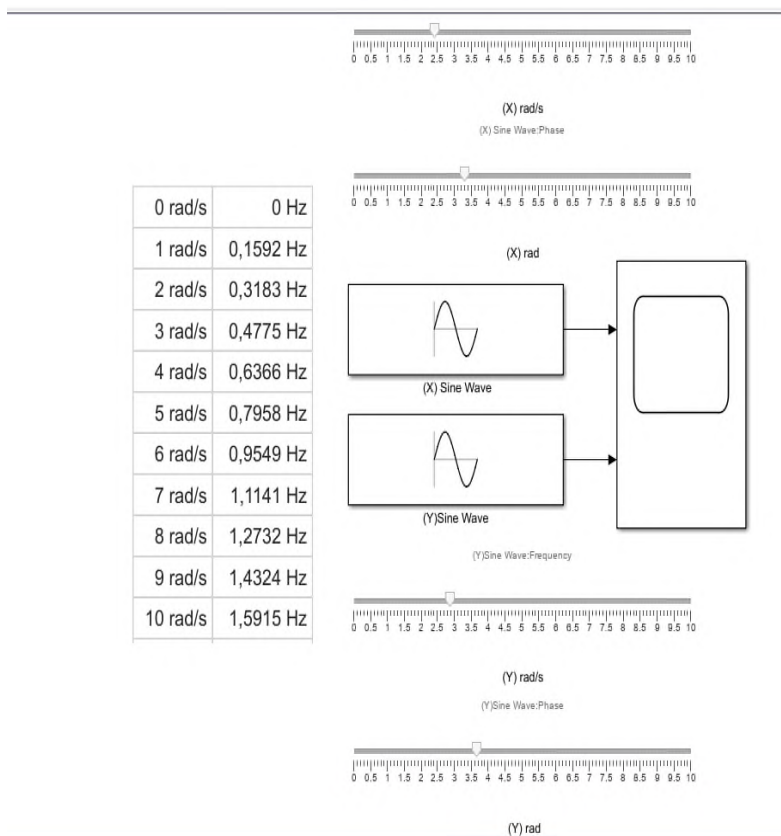 0 0.5 1 1.5 2 2.5 3 3.5 4 4.5 5 5.5 6 6.5 7 7.5 8 8.5 9 9.5 10
(X) rad/s
(X) Sine Wave:Phase
0 0.5 1 1.5 2 2.5 3 3.5 4 4.5 5 5.5 6 6.5 7 7.5 8 8.5 9 9.5 10
(X) rad
0 rad/s 0 Hz
1 rad/s 0,1592 Hz
2 rad/s 0,3183 Hz
3 rad/s 0,4775 Hz
4 rad/s 0,6366 Hz
5 rad/s 0,7958 Hz
6 rad/s 0,9549 Hz
7 rad/s 1,1141 Hz
8 rad/s 1,2732 Hz
9 rad/s 1,4324 Hz
10 rad/s 1,5915 Hz
(X) Sine Wave
(Y)Sine Wave
(Y)Sine Wave:Frequency
0 0.5 1 1.5 2 2.5 3 3.5 4 4.5 5 5.5 6 6.5 7 7.5 8 8.5 9 9.5 10
(Y) rad/s
(Y)Sine Wave:Phase
0 0.5 1 1.5 2 2.5 3 3.5 4 4.5 5 5.5 6 6.5 7 7.5 8 8.5 9 9.5 10
(Y) rad